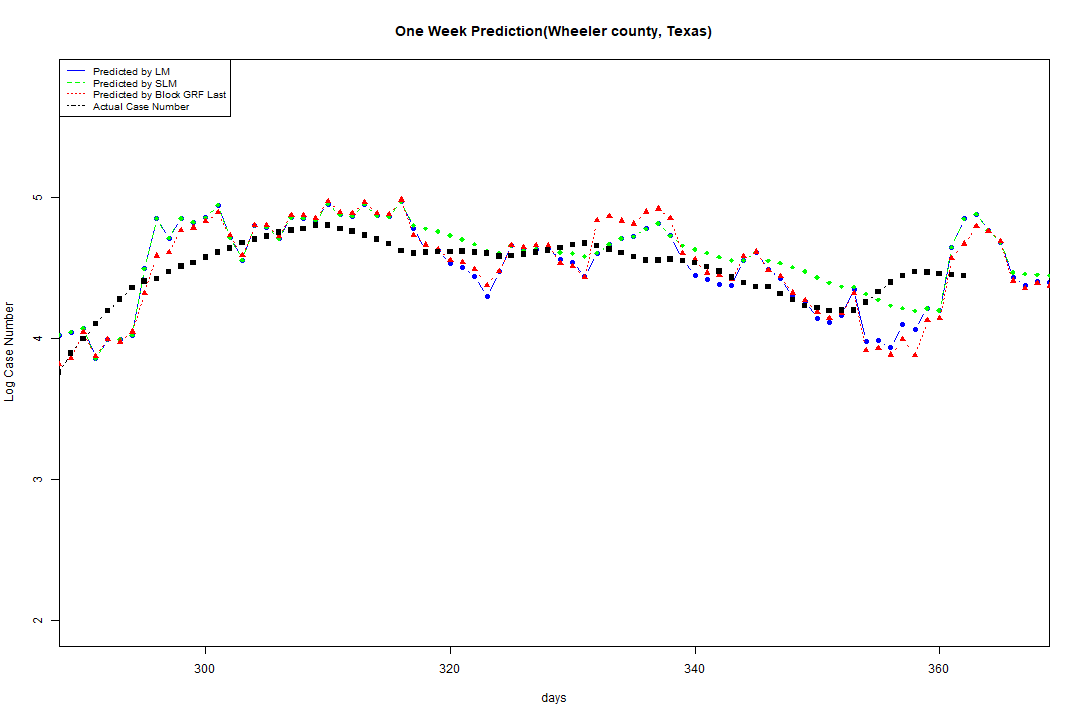 One Week Prediction(Wheeler county, Texas)
Predicted by LM
Predicted by SLM
Predicted by Block GRF Last
Actual Case Number
5
4
3
2
Log Case Number
300 320 340 360
days